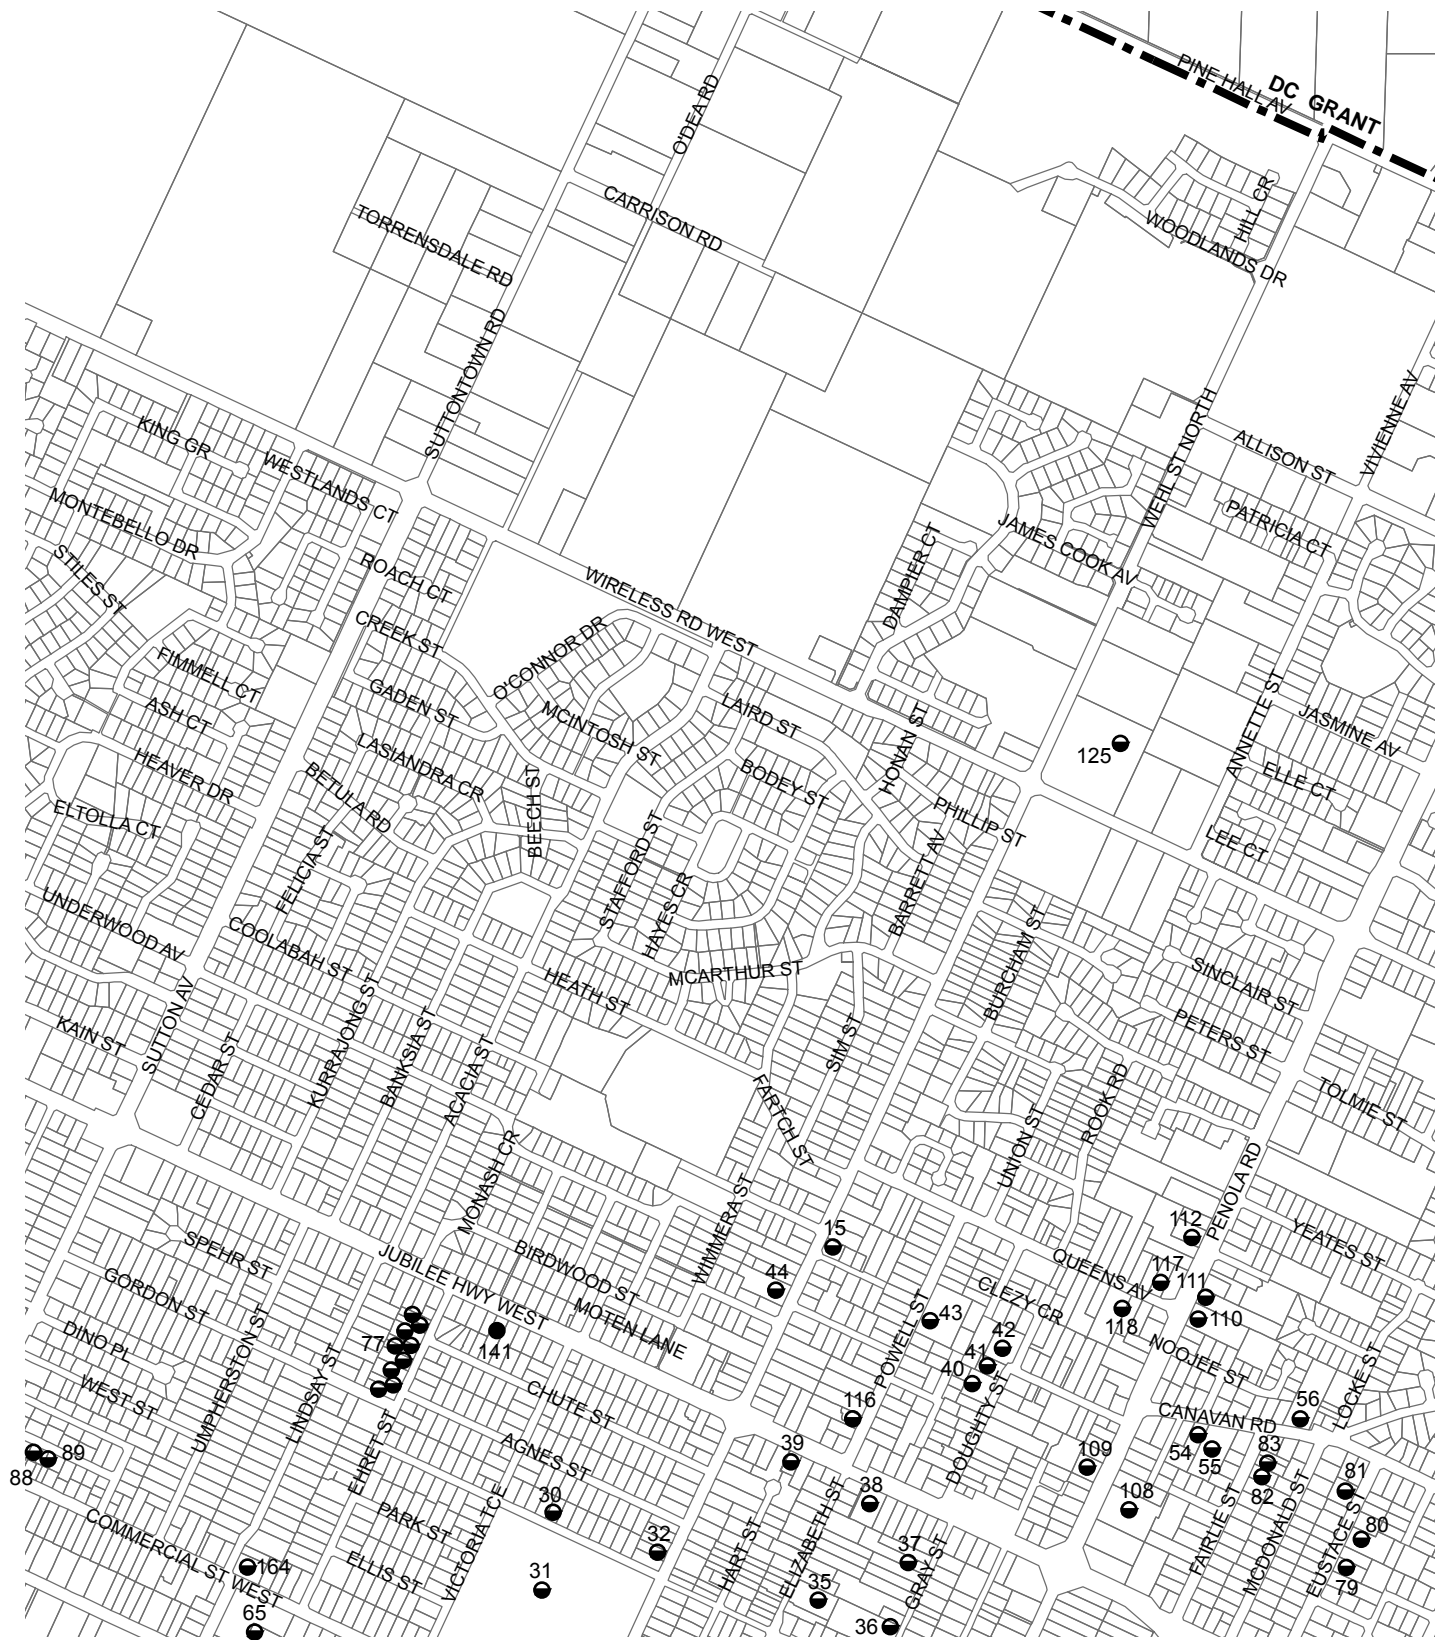 PINE HALL AV
DC GRANT
O'DEA RD
CARRISON RD
TORRENSDALE RD
HILL CR
WOODLANDS DR
SUTTONTOWN RD
VIVIENNE AV
WEHL ST NORTH
ALLISON ST
KING GR
WESTLANDS CT
MONTEBELLO DR
PATRICIA CT
JAMES COOK AV
STILES ST
ROACH CT
WIRELESS RD WEST
DAMPIER CT
CREEK ST
O'CONNOR DR
FIMMELL CT
ASH CT
GADEN ST
MCINTOSH ST
LAIRD ST
HONAN ST
ANNETTE ST
JASMINE AV
125
HEAVER DR
LASIANDRA CR
BETULA RD
BEECH ST
BODEY ST
ELLE CT
PHILLIP ST
ELTOLLA CT
LEE CT
FELICIA ST
STAFFORD ST
HAYES CR
BARRETT AV
UNDERWOOD AV
COOLABAH ST
HEATH ST
MCARTHUR ST
BURCHAM ST
SINCLAIR ST
KAIN ST
SUTTON AV
CEDAR ST
KURRAJONG ST
BANKSIA ST
ACACIA ST
SIM ST
PETERS ST
FARTCH ST
ROOK RD
TOLMIE ST
UNION ST
MONASH CR
WIMMERA ST
PENOLA RD
SPEHR ST
GORDON ST
JUBILEE HWY WEST
BIRDWOOD ST
15
112
YEATES ST
QUEENS AV
117
111
44
CLEZY CR
DINO PL
UMPHERSTON ST
LINDSAY ST
77
141
MOTEN LANE
POWELL ST
43
118
110
42
41
40
NOOJEE ST
LOCKE ST
WEST ST
EHRET ST
CHUTE ST
116
DOUGHTY ST
56
CANAVAN RD
AGNES ST
39
109
54
55
83
82
81
89
88
30
38
108
FAIRLIE ST
MCDONALD ST
EUSTACE ST
PARK ST
VICTORIA TCE
32
HART ST
ELIZABETH ST
37
GRAY ST
80
79
COMMERCIAL ST WEST
164
ELLIS ST
31
35
65
36